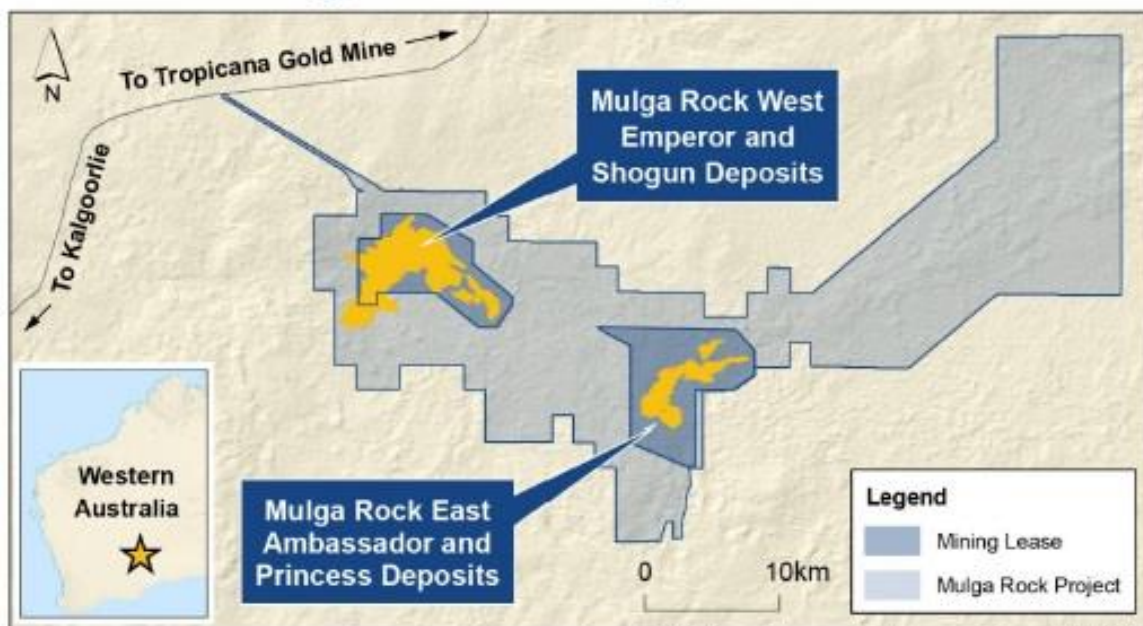 To Tropicana Gold Mine
N
To Kalgoorlie
Mulga Rock West
Emperor and
Shogun Deposits
Western
Australia
Mulga Rock East
Ambassador and
Princess Deposits
0 10km
Legend
Mining Lease
Mulga Rock Project